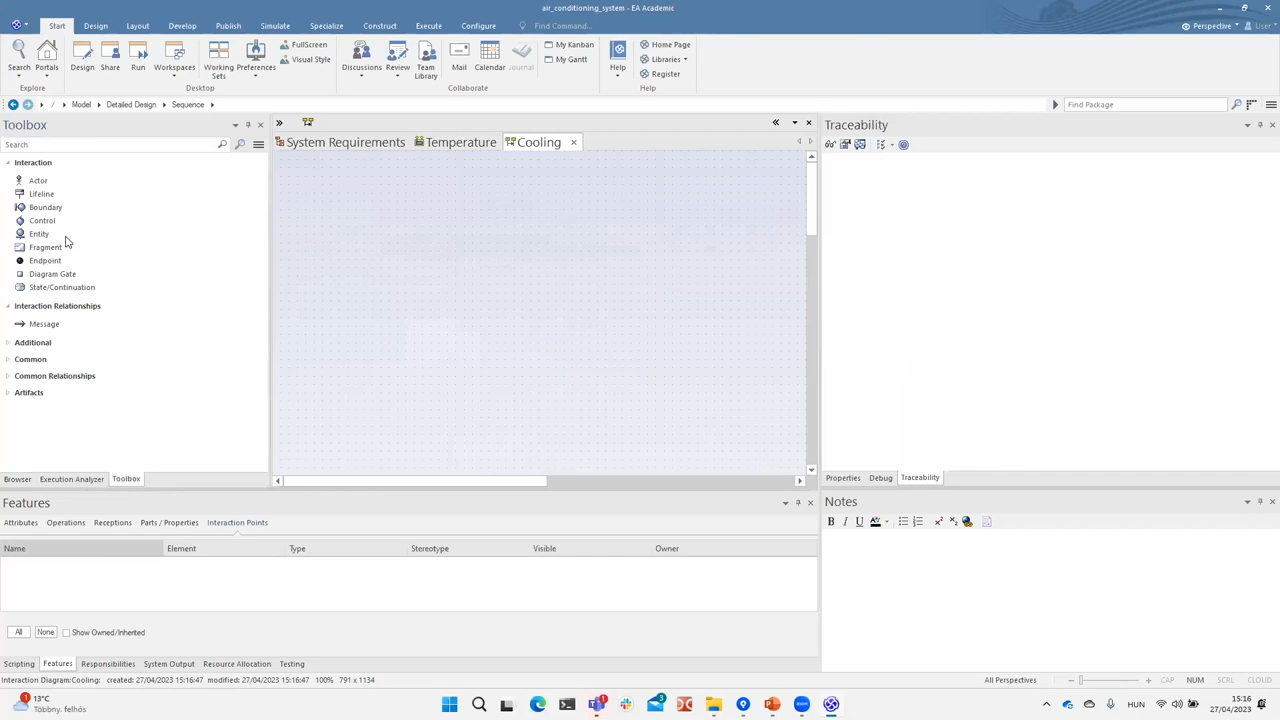 air_conditioning_system - EA Academic
Start Design Layout Develop Publish Simulate Specialize Construct Execute Configure Find Command... Perspective User
Search Portals Design Share Run Workspaces Working Sets Preferences FullScreen Visual Style Discussions Review Team Library Mail Calendar Journal My Kanban My Gantt Help Home Page Libraries Register
Explore Desktop Collaborate Help
/ Model Detailed Design Sequence Find Package
Toolbox
Search
Interaction
Actor
Lifeline
Boundary
Control
Entity
Fragment
Endpoint
Diagram Gate
State/Continuation
Interaction Relationships
Message
Additional
Common
Common Relationships
Artifacts
Browser Execution Analyzer Toolbox
System Requirements Temperature Cooling
Traceability
Properties Debug Traceability
Features
Attributes Operations Receptions Parts / Properties Interaction Points
Name Element Type Stereotype Visible Owner
All None Show Owned/Inherited
Scripting Features Responsibilities System Output Resource Allocation Testing
Notes
B I U
Interaction Diagram:Cooling: created: 27/04/2023 15:16:47 modified: 27/04/2023 15:16:47 100% 791 x 1134 All Perspectives CAP NUM SCRL CLOUD
13°C
Többny. felhős
HUN
15:16
27/04/2023